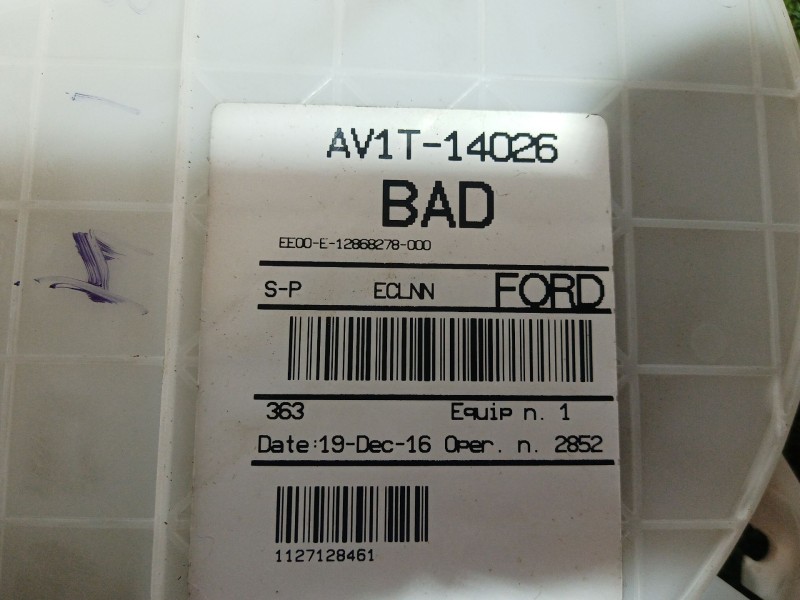 AV1T-14026
BAD
EE00-E-12868278-000
S-P ECLNN FORD
363 Equip n. 1
Date:19-Dec-16 Oper. n. 2852
1127128461